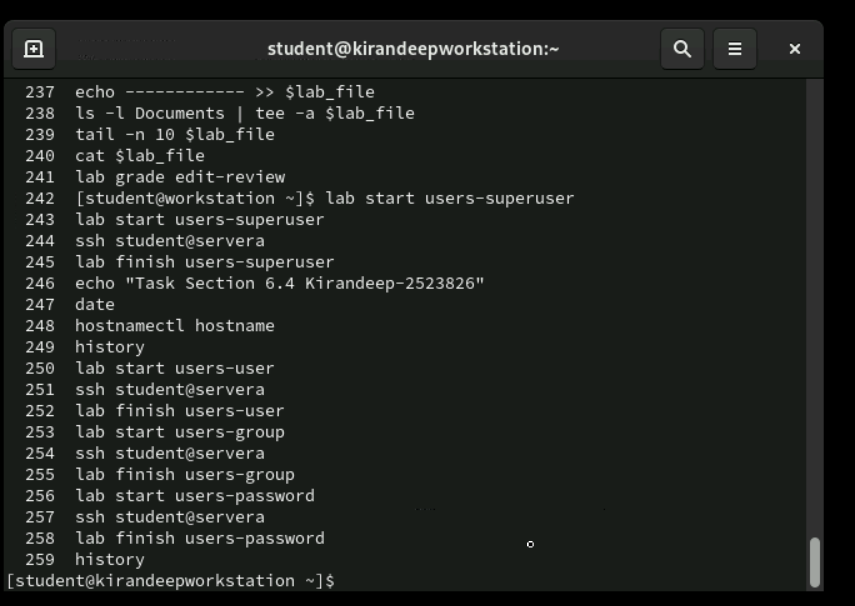 student@kirandeepworkstation:~
237 echo ------------ >> $lab_file
238 ls -l Documents | tee -a $lab_file
239 tail -n 10 $lab_file
240 cat $lab_file
241 lab grade edit-review
242 [student@workstation ~]$ lab start users-superuser
243 lab start users-superuser
244 ssh student@servera
245 lab finish users-superuser
246 echo "Task Section 6.4 Kirandeep-2523826"
247 date
248 hostnamectl hostname
249 history
250 lab start users-user
251 ssh student@servera
252 lab finish users-user
253 lab start users-group
254 ssh student@servera
255 lab finish users-group
256 lab start users-password
257 ssh student@servera
258 lab finish users-password
259 history
[student@kirandeepworkstation ~]$